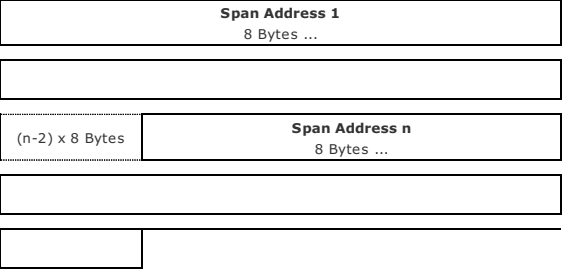 Span Address 1
8 Bytes ...
(n-2) x 8 Bytes
Span Address n
8 Bytes ...